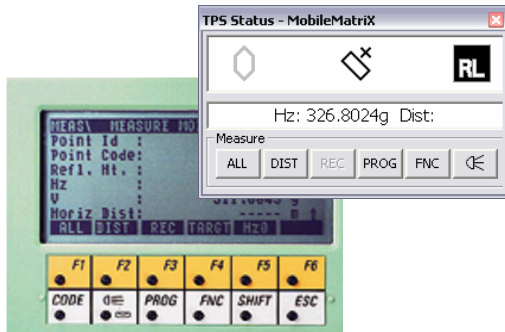 TPS Status - MobileMatriX
RL
Hz: 326.8024g Dist:
Measure
ALL DIST REC PROG FNC
MEAS\ MEASURE
Point Id :
Point Code:
Refl. Ht. :
Hz :
V :
Horiz Dist: ----- m
ALL DIST REC TARGT Hz0
F1 F2 F3 F4 F5 F6
CODE PROG FNC SHIFT ESC